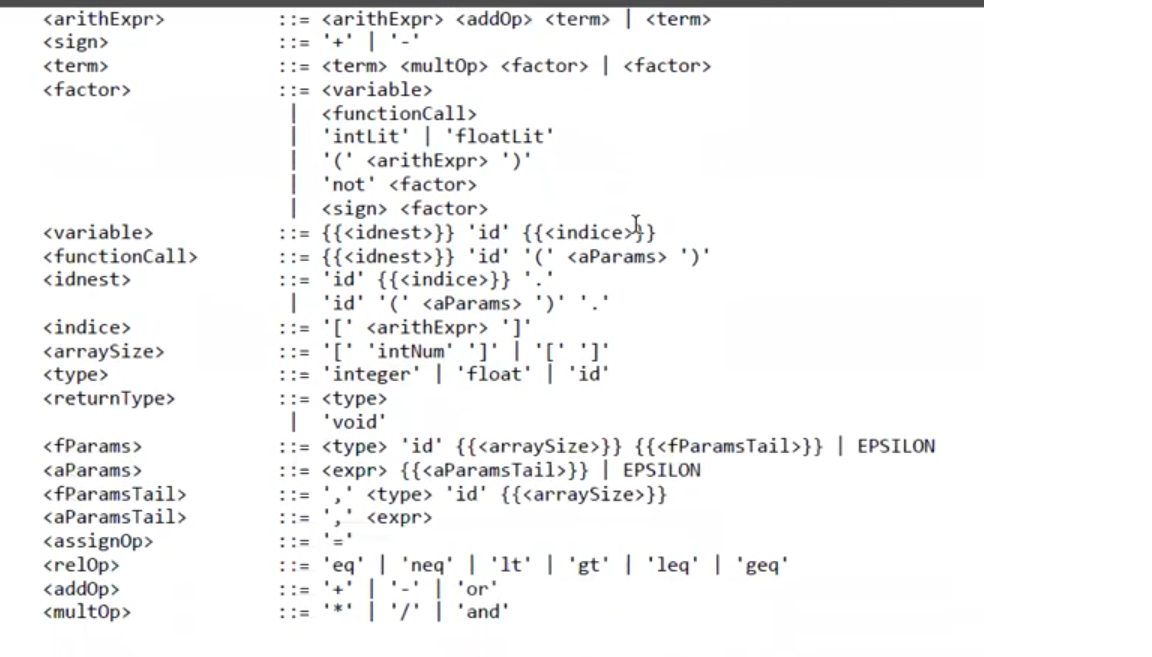 <arithExpr> ::= <arithExpr> <addOp> <term> | <term>
<sign> ::= '+' | '-'
<term> ::= <term> <multOp> <factor> | <factor>
<factor> ::= <variable>
| <functionCall>
| 'intLit' | 'floatLit'
| '(' <arithExpr> ')'
| 'not' <factor>
| <sign> <factor>
<variable> ::= {{<idnest>}} 'id' {{<indice>}}
<functionCall> ::= {{<idnest>}} 'id' '(' <aParams> ')'
<idnest> ::= 'id' {{<indice>}} '.'
| 'id' '(' <aParams> ')' '.'
<indice> ::= '[' <arithExpr> ']'
<arraySize> ::= '[' 'intNum' ']' | '[' ']'
<type> ::= 'integer' | 'float' | 'id'
<returnType> ::= <type>
| 'void'
<fParams> ::= <type> 'id' {{<arraySize>}} {{<fParamsTail>}} | EPSILON
<aParams> ::= <expr> {{<aParamsTail>}} | EPSILON
<fParamsTail> ::= ',' <type> 'id' {{<arraySize>}}
<aParamsTail> ::= ',' <expr>
<assignOp> ::= '='
<relOp> ::= 'eq' | 'neq' | 'lt' | 'gt' | 'leq' | 'geq'
<addOp> ::= '+' | '-' | 'or'
<multOp> ::= '*' | '/' | 'and'